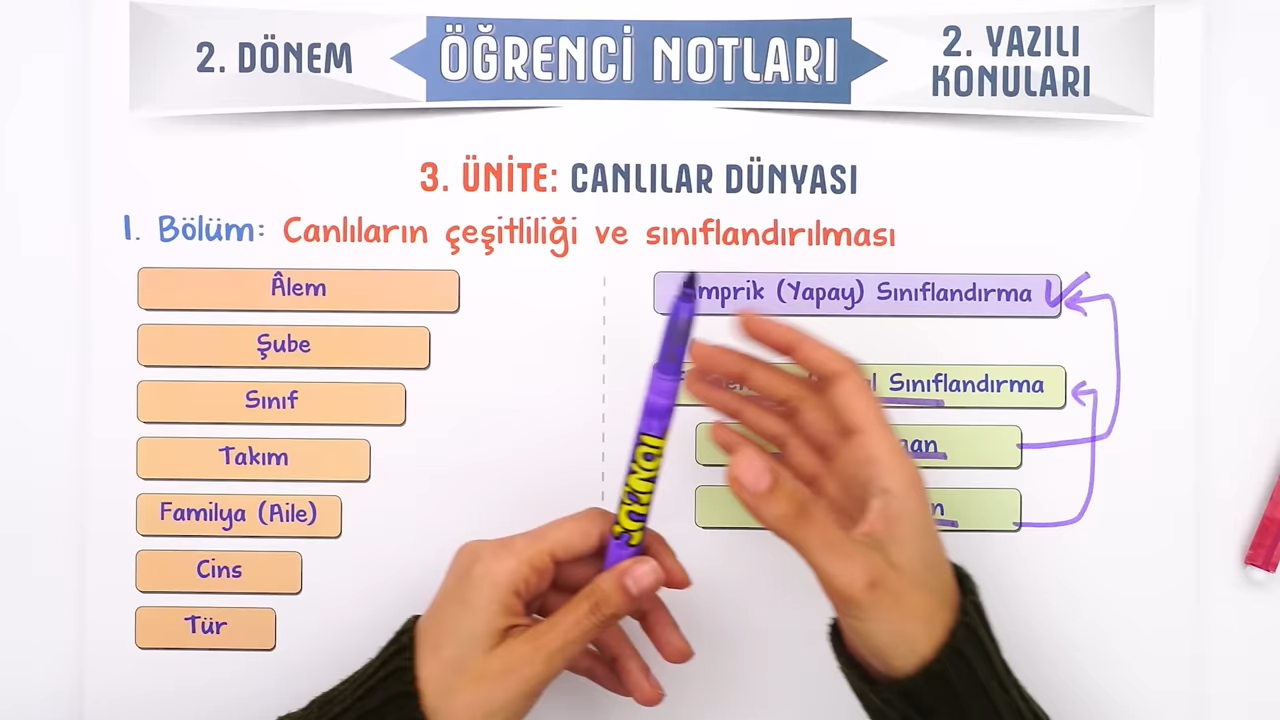 2. DÖNEM
ÖĞRENCİ NOTLARI
2. YAZILI
KONULARI
3. ÜNİTE: CANLILAR DÜNYASI
1. Bölüm: Canlıların çeşitliliği ve sınıflandırılması
Âlem
Şube
Sınıf
Takım
Familya (Aile)
Cins
Tür
(Yapay) Sınıflandırma
Sınıflandırma